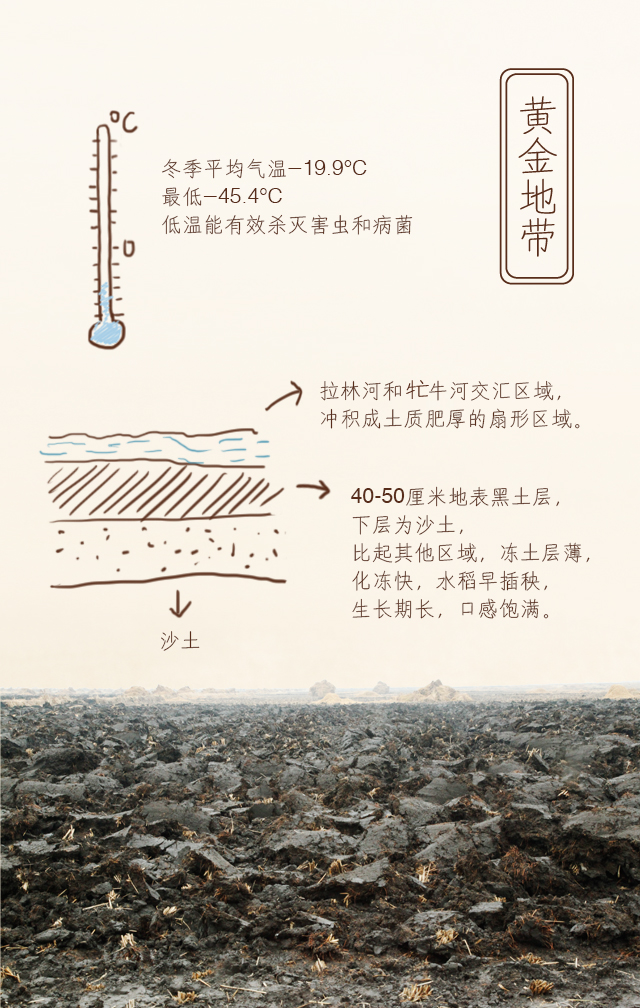 黄金地带
°C
冬季平均气温-19.9°C
最低-45.4°C
低温能有效杀灭害虫和病菌
0
拉林河和牤牛河交汇区域，
冲积成土质肥厚的扇形区域。
40-50厘米地表黑土层，
下层为沙土，
比起其他区域，冻土层薄，
化冻快，水稻早插秧，
生长期长，口感饱满。
沙土